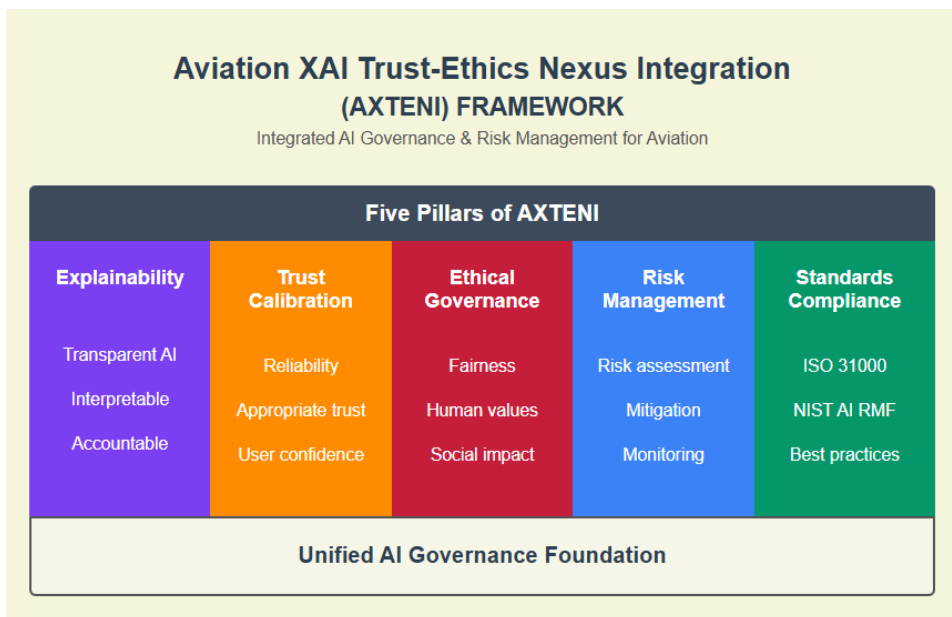 Aviation XAI Trust-Ethics Nexus Integration
(AXTENI) FRAMEWORK
Integrated AI Governance & Risk Management for Aviation
Five Pillars of AXTENI
Explainability
Transparent AI
Interpretable
Accountable
Trust
Calibration
Reliability
Appropriate trust
User confidence
Ethical
Governance
Fairness
Human values
Social impact
Risk
Management
Risk assessment
Mitigation
Monitoring
Standards
Compliance
ISO 31000
NIST AI RMF
Best practices
Unified AI Governance Foundation